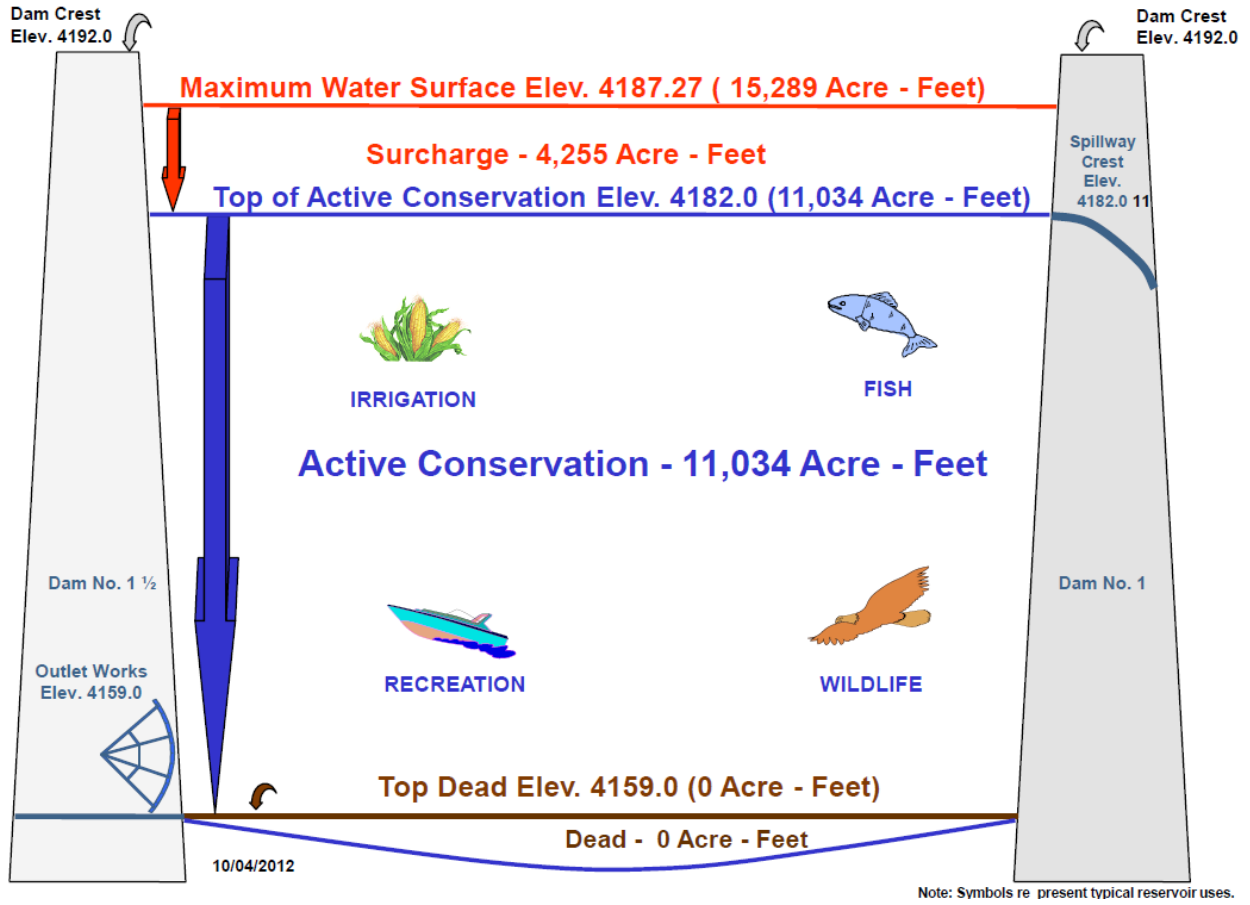 Dam Crest
Elev. 4192.0
Dam Crest
Elev. 4192.0
Maximum Water Surface Elev. 4187.27 ( 15,289 Acre - Feet)
Surcharge - 4,255 Acre - Feet
Spillway
Crest
Elev.
4182.0 11
Top of Active Conservation Elev. 4182.0 (11,034 Acre - Feet)
IRRIGATION
FISH
Active Conservation - 11,034 Acre - Feet
Dam No. 1 ½
Dam No. 1
Outlet Works
Elev. 4159.0
RECREATION
WILDLIFE
Top Dead Elev. 4159.0 (0 Acre - Feet)
Dead - 0 Acre - Feet
10/04/2012
Note: Symbols re present typical reservoir uses.